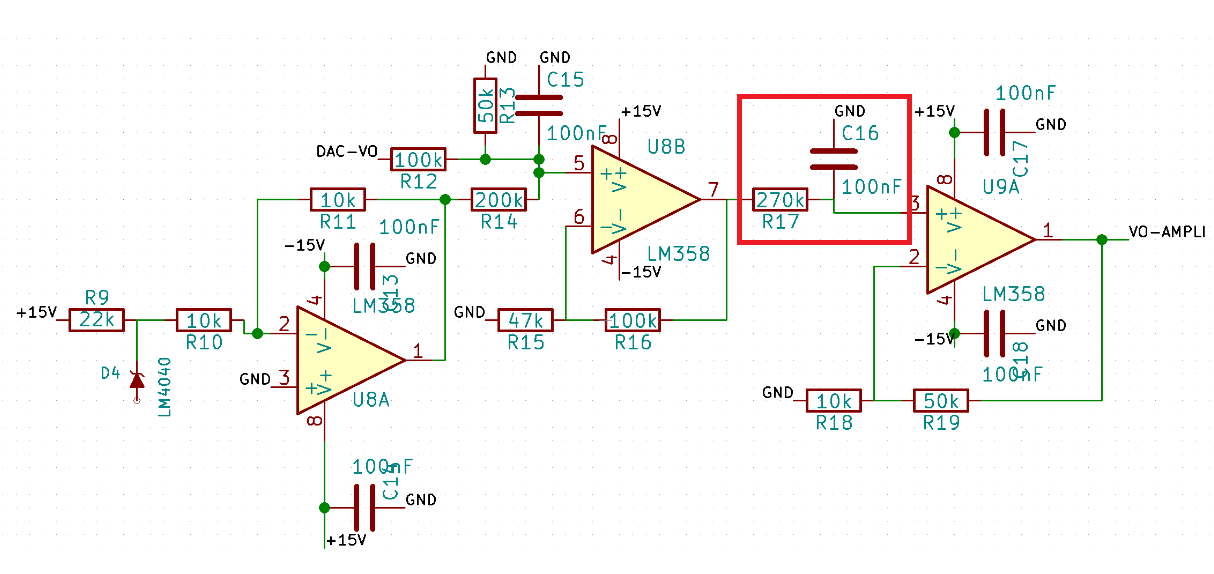 GND
GND
C15
50k
R13
100nF
+15V
8
U8B
DAC-VO
100k
R12
5
+
V+
6
-
V-
7
LM358
4
-15V
10k
R11
200k
R14
100nF
-15V
GND
C13
LM358
4
+15V
R9
22k
10k
R10
2
-
V-
1
D4
LM4040
GND
3
+
V+
U8A
8
100nF
GND
+15V
GND
47k
R15
100k
R16
GND
C16
100nF
270k
R17
100nF
+15V
GND
C17
8
U9A
3
+
V+
1
VO-AMPLI
2
-
V-
4
LM358
GND
-15V
C18
100nF
GND
10k
R18
50k
R19